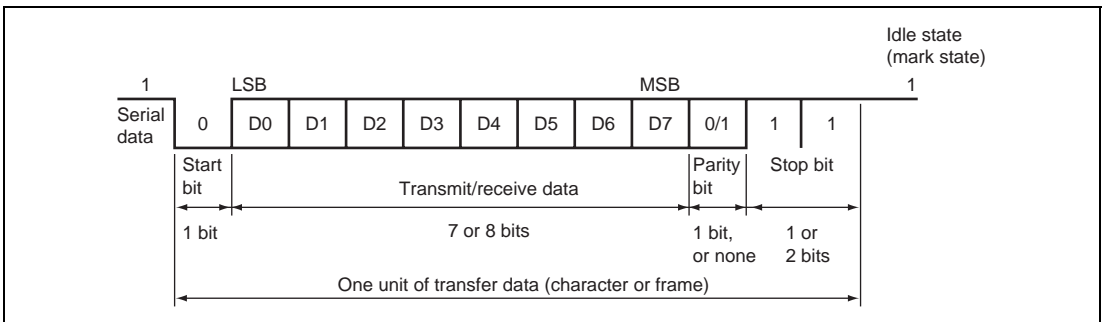 Idle state
(mark state)
1 LSB MSB 1
Serial
data
0 D0 D1 D2 D3 D4 D5 D6 D7 0/1 1 1
Start
bit
Transmit/receive data
Parity
bit
Stop bit
1 bit
7 or 8 bits
1 bit,
or none
1 or
2 bits
One unit of transfer data (character or frame)